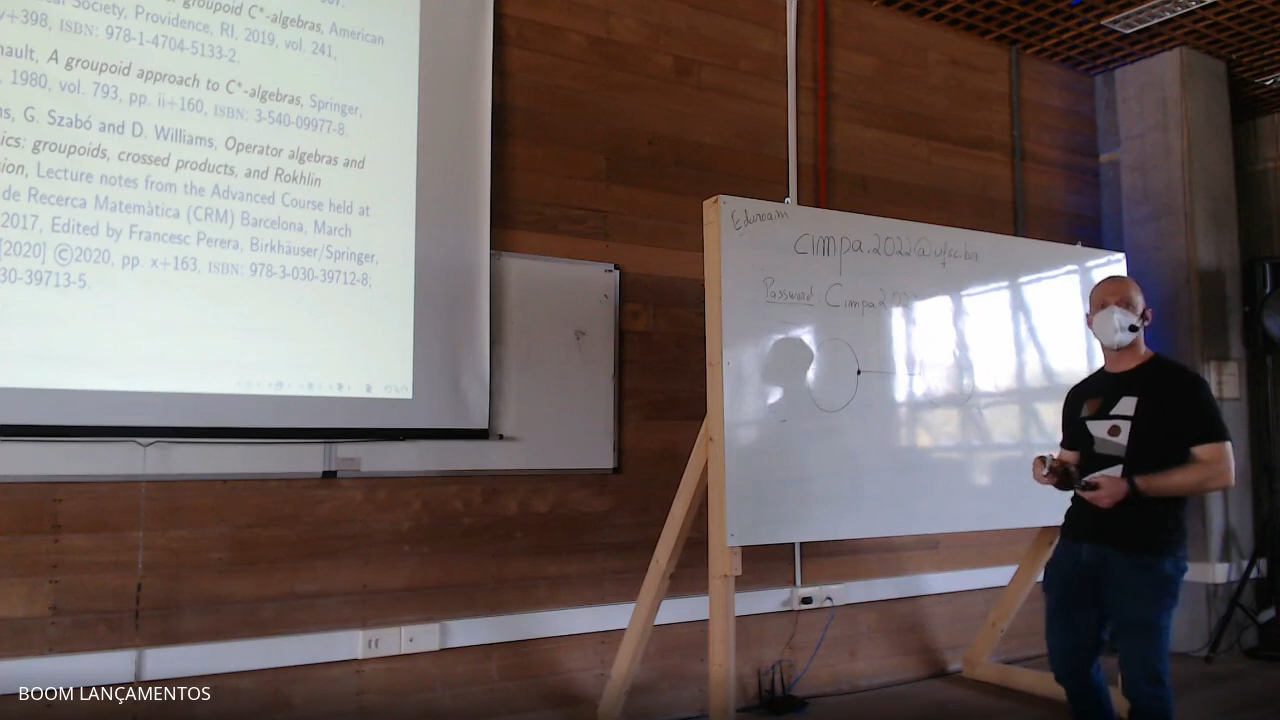 groupoid C*-algebras, American
Society, Providence, RI, 2019, vol. 241,
+398, ISBN: 978-1-4704-5133-2.
nault, A groupoid approach to C*-algebras, Springer,
1980, vol. 793, pp. ii+160, ISBN: 3-540-09977-8.
ns, G. Szabó and D. Williams, Operator algebras and
ics: groupoids, crossed products, and Rokhlin
sion, Lecture notes from the Advanced Course held at
de Recerca Matemàtica (CRM) Barcelona, March
2017, Edited by Francesc Perera, Birkhäuser/Springer,
[2020] ©2020, pp. x+163, ISBN: 978-3-030-39712-8;
30-39713-5.
Eduroam
cimpa.2022@ufsc.br
Password: Cimpa202
BOOM LANÇAMENTOS